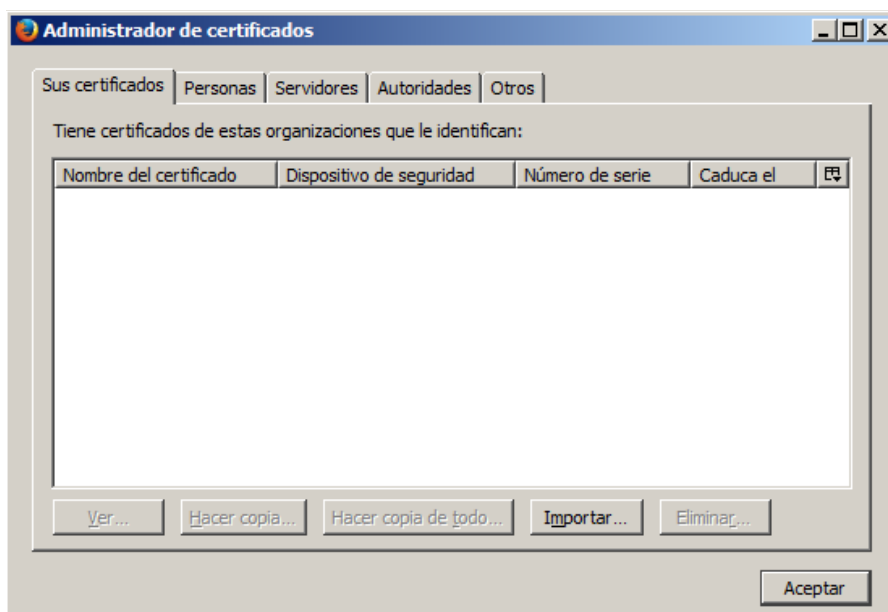 Administrador de certificados
Sus certificados Personas Servidores Autoridades Otros
Tiene certificados de estas organizaciones que le identifican:
Nombre del certificado Dispositivo de seguridad Número de serie Caduca el
Ver... Hacer copia... Hacer copia de todo... Importar... Eliminar...
Aceptar